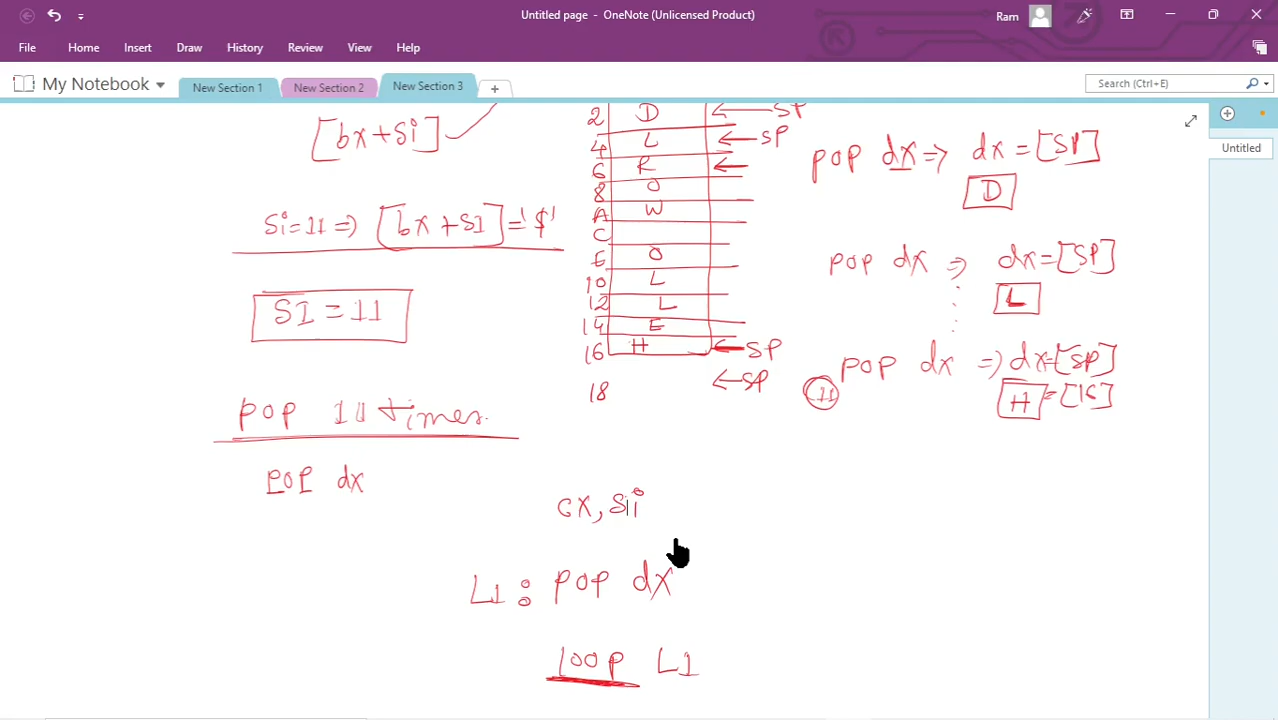 Untitled page - OneNote (Unlicensed Product)
Ram
File Home Insert Draw History Review View Help
My Notebook
New Section 1
New Section 2
New Section 3
+
Search (Ctrl+E)
Untitled
[bx+Si]
Si=11 => [bx+SI]='$'
SI=11
pop 11 times.
pop dx
2 D <— SP
4 L <— SP
6 R <—
8 O
A W
C
E O
10 L
12 L
14 E
16 H <— SP
18 <— SP
pop dx => dx=[SP]
D
pop dx => dx=[SP]
L
11 pop dx => dx=[SP]
H =[16]
cx, Si
L1: pop dx
loop L1